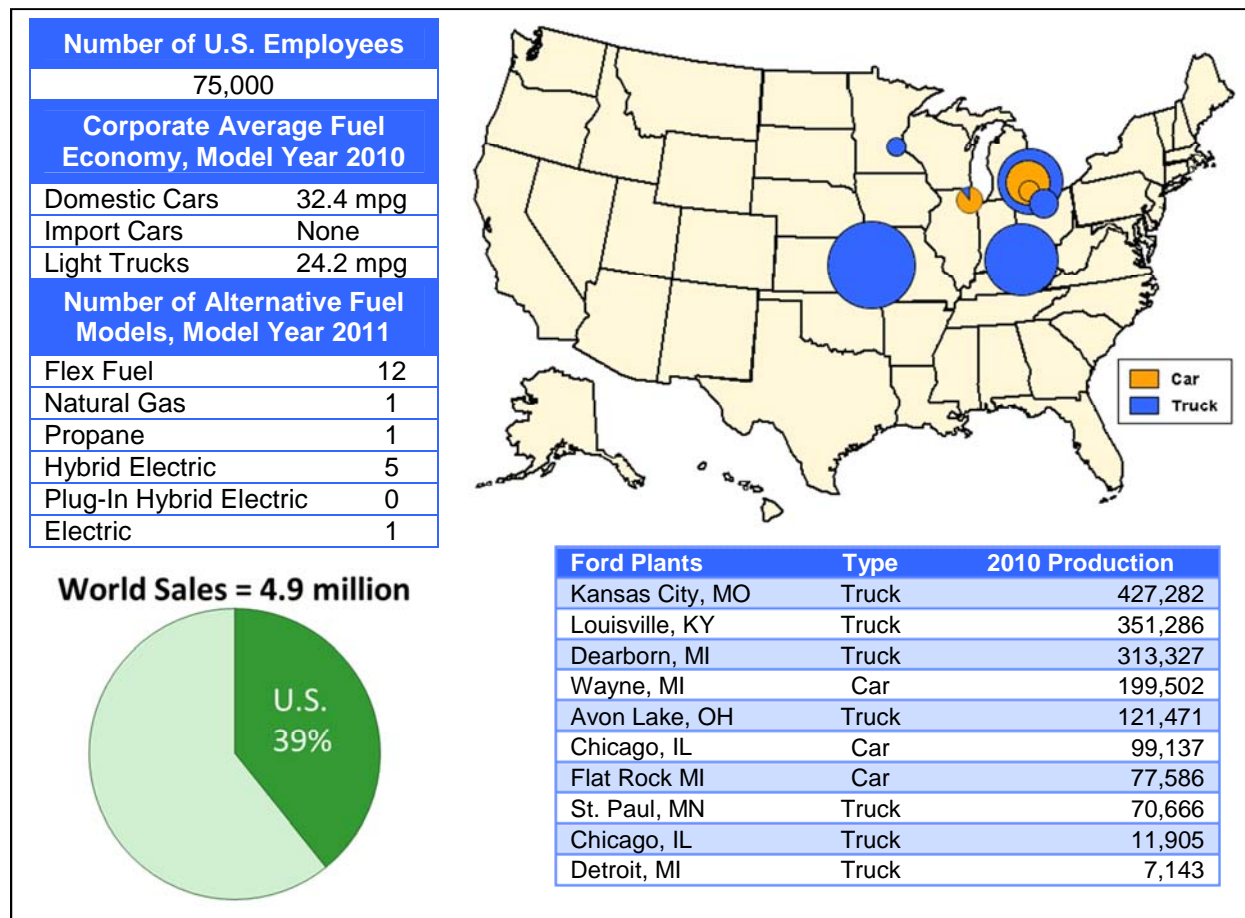 Number of U.S. Employees
75,000
Corporate Average Fuel
Economy, Model Year 2010
Domestic Cars 32.4 mpg
Import Cars None
Light Trucks 24.2 mpg
Number of Alternative Fuel
Models, Model Year 2011
Flex Fuel 12
Natural Gas 1
Propane 1
Hybrid Electric 5
Plug-In Hybrid Electric 0
Electric 1
Car
Truck
World Sales = 4.9 million
U.S.
39%
Ford Plants Type 2010 Production
Kansas City, MO Truck 427,282
Louisville, KY Truck 351,286
Dearborn, MI Truck 313,327
Wayne, MI Car 199,502
Avon Lake, OH Truck 121,471
Chicago, IL Car 99,137
Flat Rock MI Car 77,586
St. Paul, MN Truck 70,666
Chicago, IL Truck 11,905
Detroit, MI Truck 7,143